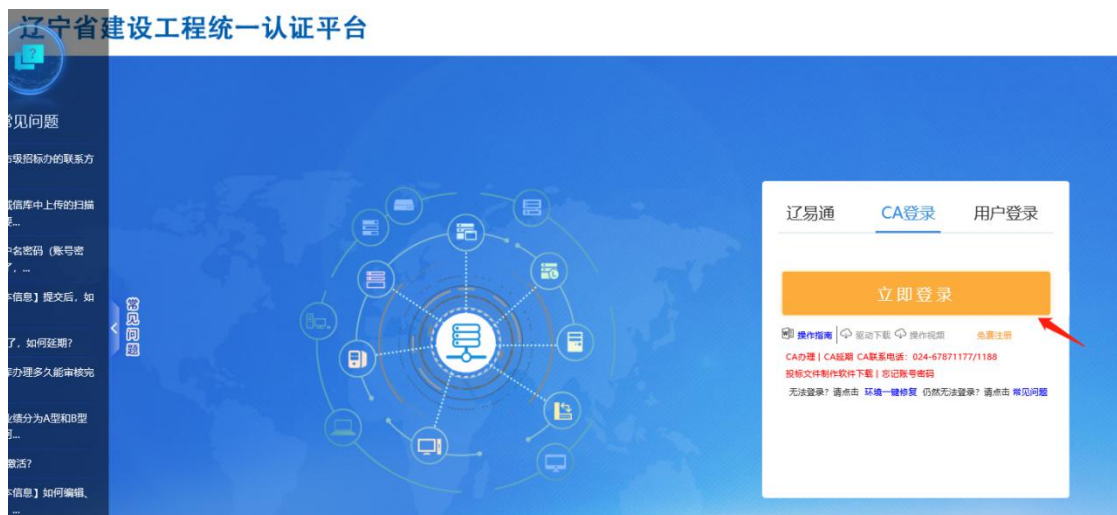 辽宁省建设工程统一认证平台
常见问题
市级招标办的联系方
诚信库中上传的扫描
户名密码（账号密
了，...
本信息】提交后，如
了，如何延期？
库办理多久能审核完
业绩分为A型和B型
激活？
本信息】如何编辑、
...
常见问题
辽易通 CA登录 用户登录
立即登录
操作指南 驱动下载 操作视频 免费注册
CA办理 | CA延期 CA联系电话：024-67871177/1188
投标文件制作软件下载 | 忘记账号密码
无法登录？请点击 环境一键修复 仍然无法登录？请点击 常见问题